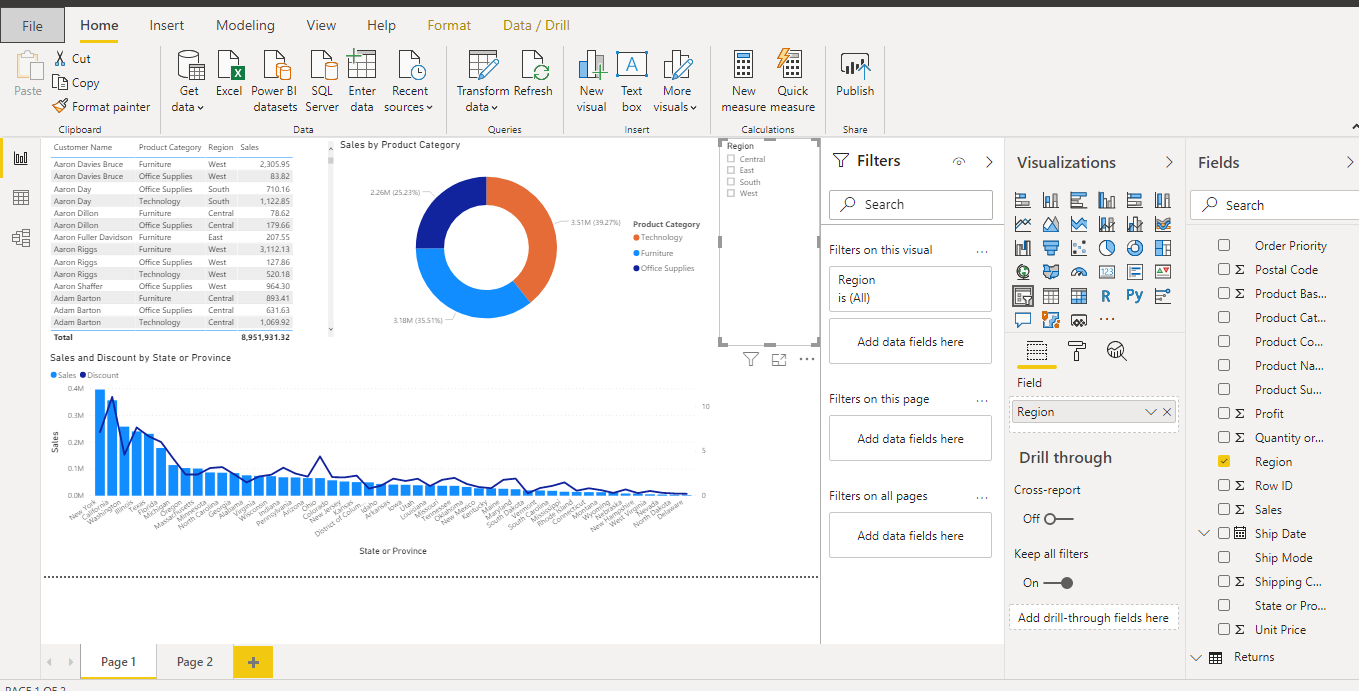 File Home Insert Modeling View Help Format Data / Drill
Paste
Cut
Copy
Format painter
Clipboard
Get data
Excel
Power BI datasets
SQL Server
Enter data
Recent sources
Data
Transform data
Refresh
Queries
New visual
Text box
More visuals
Insert
New measure
Quick measure
Calculations
Publish
Share
Customer Name Product Category Region Sales
Aaron Davies Bruce Furniture West 2,305.95
Aaron Davies Bruce Office Supplies West 83.82
Aaron Day Office Supplies South 710.16
Aaron Day Technology South 1,122.85
Aaron Dillon Furniture Central 78.62
Aaron Dillon Office Supplies Central 179.66
Aaron Fuller Davidson Furniture East 207.55
Aaron Riggs Furniture West 3,112.13
Aaron Riggs Office Supplies West 127.86
Aaron Riggs Technology West 520.18
Aaron Shaffer Office Supplies West 964.30
Adam Barton Furniture Central 893.41
Adam Barton Office Supplies Central 631.63
Adam Barton Technology Central 1,069.92
Total 8,951,931.32
Sales by Product Category
2.26M (25.23%)
3.51M (39.27%)
3.18M (35.51%)
Product Category
Technology
Furniture
Office Supplies
Region
Central
East
South
West
Sales and Discount by State or Province
Sales Discount
0.4M
0.3M
0.2M
0.1M
0.0M
Sales
10
5
0
New York
California
Washington
Illinois
Texas
Florida
Michigan
Oregon
Massachusetts
Minnesota
North Carolina
Georgia
Alabama
Virginia
Wisconsin
Indiana
Pennsylvania
Arizona
Ohio
Colorado
New Jersey
Kansas
District of Colum...
Idaho
Arkansas
Iowa
Utah
Louisiana
Missouri
Tennessee
Oklahoma
New Mexico
Kentucky
Maine
Maryland
South Dakota
Vermont
South Carolina
Mississippi
Rhode Island
Connecticut
Montana
Wyoming
Nebraska
New Hampshire
West Virginia
Nevada
North Dakota
Delaware
State or Province
Filters
Search
Filters on this visual ...
Region
is (All)
Add data fields here
Filters on this page ...
Add data fields here
Filters on all pages ...
Add data fields here
Visualizations
R Py
Field
Region
Drill through
Cross-report
Off
Keep all filters
On
Add drill-through fields here
Fields
Search
Order Priority
Σ Postal Code
Σ Product Bas...
Product Cat...
Product Co...
Product Na...
Product Su...
Σ Profit
Σ Quantity or...
Region
Σ Row ID
Σ Sales
Ship Date
Ship Mode
Σ Shipping C...
State or Pro...
Σ Unit Price
Returns
Page 1 Page 2 +
PAGE 1 OF 2